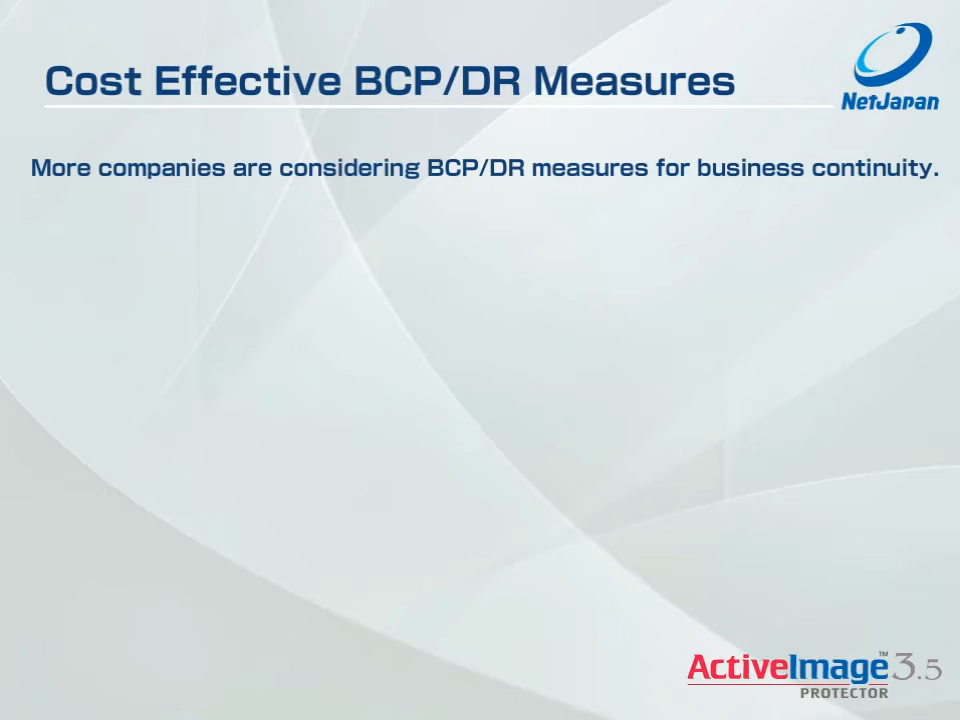 Cost Effective BCP/DR Measures
NetJapan
More companies are considering BCP/DR measures for business continuity.
ActiveImage™ 3.5
PROTECTOR